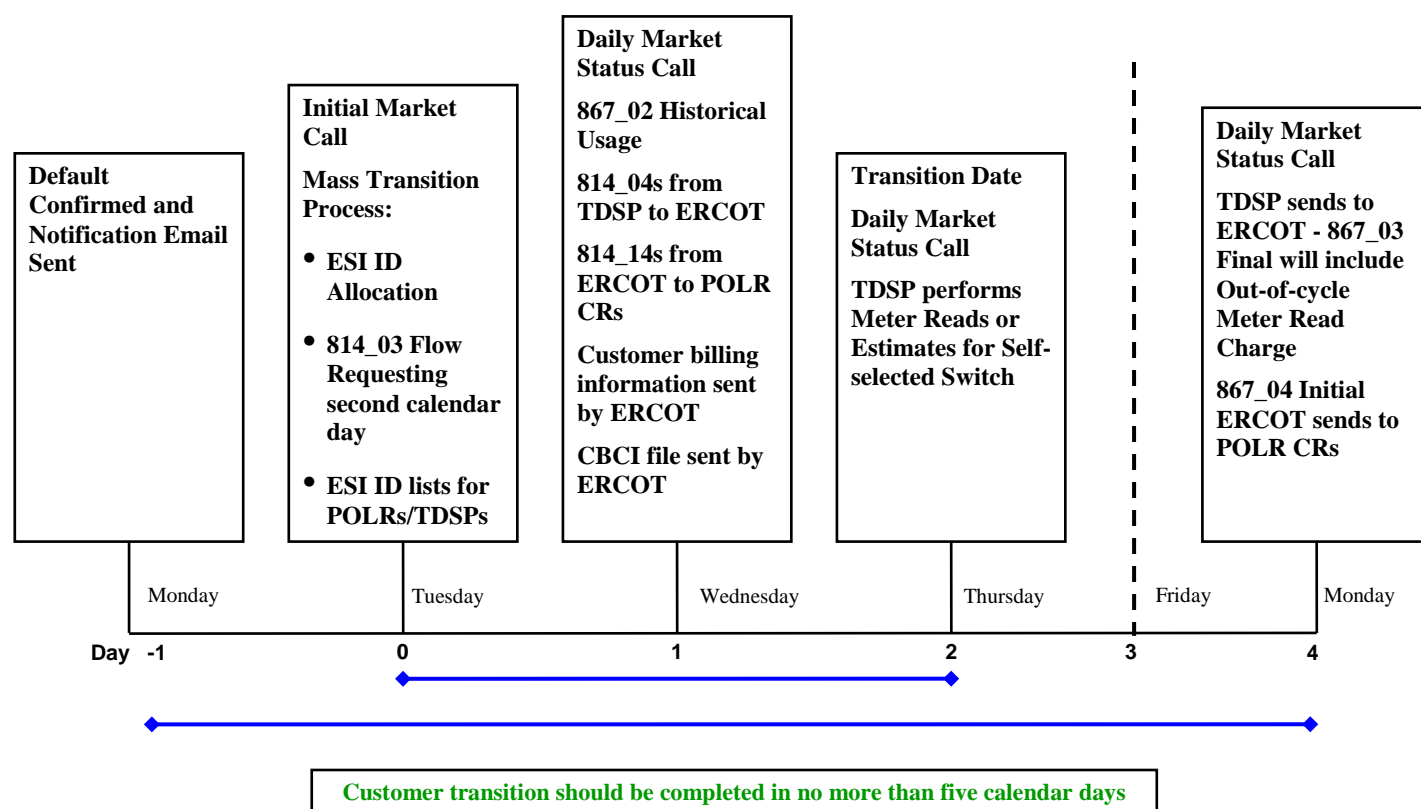 Default
Confirmed and
Notification Email
Sent
Initial Market
Call
Mass Transition
Process:
• ESI ID
Allocation
• 814_03 Flow
Requesting
second calendar
day
• ESI ID lists for
POLRs/TDSPs
Daily Market
Status Call
867_02 Historical
Usage
814_04s from
TDSP to ERCOT
814_14s from
ERCOT to POLR
CRs
Customer billing
information sent
by ERCOT
CBCI file sent by
ERCOT
Transition Date
Daily Market
Status Call
TDSP performs
Meter Reads or
Estimates for Self-
selected Switch
Daily Market
Status Call
TDSP sends to
ERCOT - 867_03
Final will include
Out-of-cycle
Meter Read
Charge
867_04 Initial
ERCOT sends to
POLR CRs
Monday Tuesday Wednesday Thursday Friday Monday
Day -1 0 1 2 3 4
Customer transition should be completed in no more than five calendar days